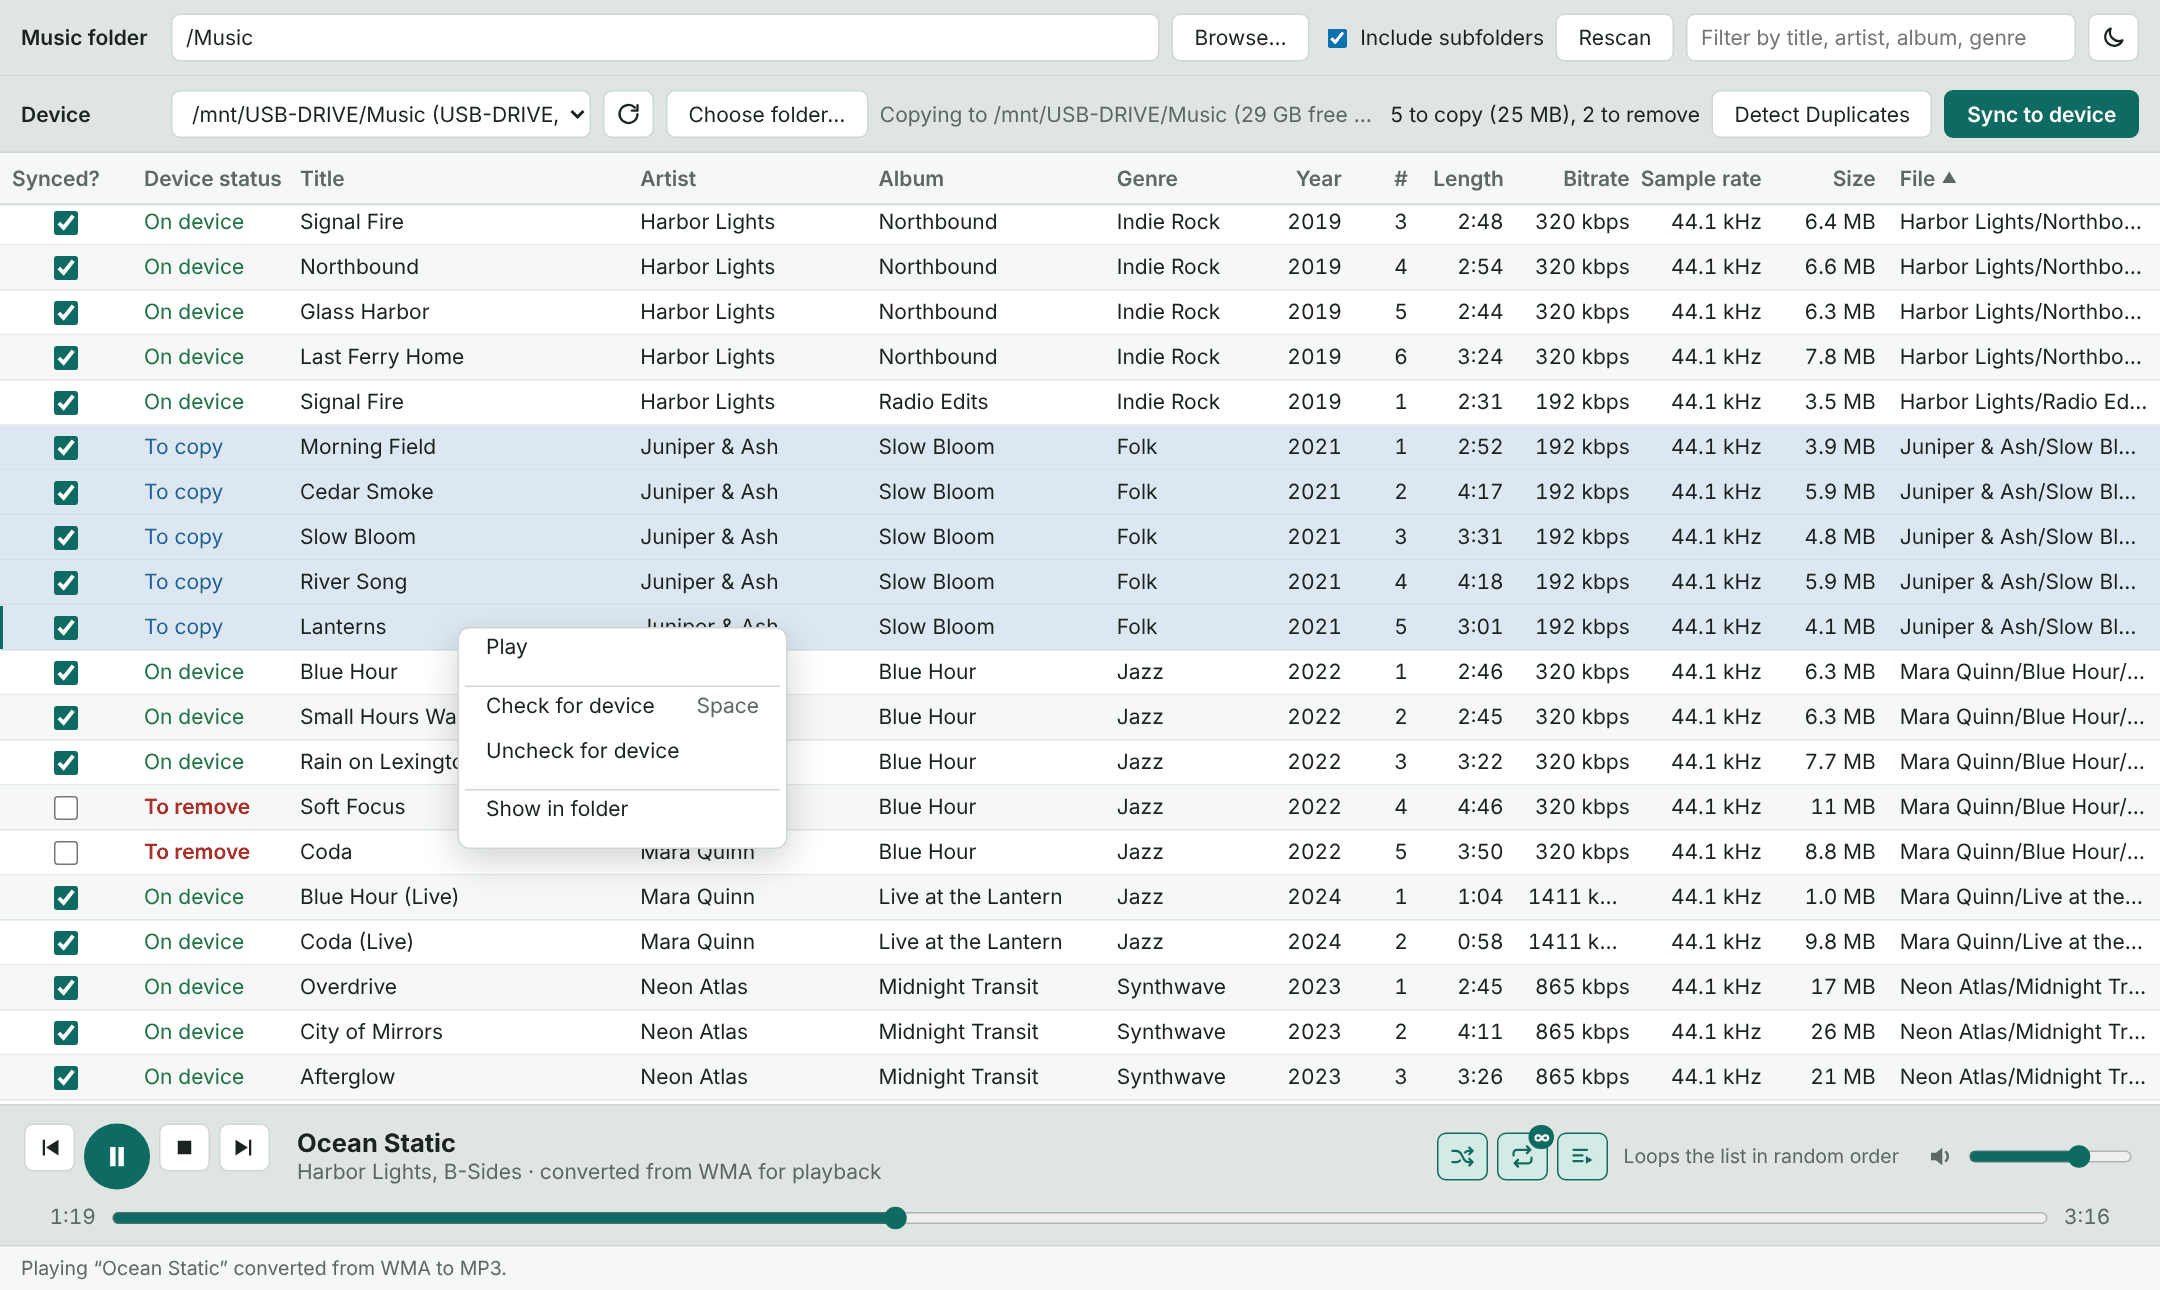 Music folder /Music Browse... Include subfolders Rescan Filter by title, artist, album, genre
Device /mnt/USB-DRIVE/Music (USB-DRIVE, Choose folder... Copying to /mnt/USB-DRIVE/Music (29 GB free ... 5 to copy (25 MB), 2 to remove Detect Duplicates Sync to device
Synced? Device status Title Artist Album Genre Year # Length Bitrate Sample rate Size File ▲
On device Signal Fire Harbor Lights Northbound Indie Rock 2019 3 2:48 320 kbps 44.1 kHz 6.4 MB Harbor Lights/Northbo...
On device Northbound Harbor Lights Northbound Indie Rock 2019 4 2:54 320 kbps 44.1 kHz 6.6 MB Harbor Lights/Northbo...
On device Glass Harbor Harbor Lights Northbound Indie Rock 2019 5 2:44 320 kbps 44.1 kHz 6.3 MB Harbor Lights/Northbo...
On device Last Ferry Home Harbor Lights Northbound Indie Rock 2019 6 3:24 320 kbps 44.1 kHz 7.8 MB Harbor Lights/Northbo...
On device Signal Fire Harbor Lights Radio Edits Indie Rock 2019 1 2:31 192 kbps 44.1 kHz 3.5 MB Harbor Lights/Radio Ed...
To copy Morning Field Juniper & Ash Slow Bloom Folk 2021 1 2:52 192 kbps 44.1 kHz 3.9 MB Juniper & Ash/Slow Bl...
To copy Cedar Smoke Juniper & Ash Slow Bloom Folk 2021 2 4:17 192 kbps 44.1 kHz 5.9 MB Juniper & Ash/Slow Bl...
To copy Slow Bloom Juniper & Ash Slow Bloom Folk 2021 3 3:31 192 kbps 44.1 kHz 4.8 MB Juniper & Ash/Slow Bl...
To copy River Song Juniper & Ash Slow Bloom Folk 2021 4 4:18 192 kbps 44.1 kHz 5.9 MB Juniper & Ash/Slow Bl...
To copy Lanterns Juniper & Ash Slow Bloom Folk 2021 5 3:01 192 kbps 44.1 kHz 4.1 MB Juniper & Ash/Slow Bl...
On device Blue Hour Blue Hour Jazz 2022 1 2:46 320 kbps 44.1 kHz 6.3 MB Mara Quinn/Blue Hour/...
On device Small Hours Wa Blue Hour Jazz 2022 2 2:45 320 kbps 44.1 kHz 6.3 MB Mara Quinn/Blue Hour/...
On device Rain on Lexingto Blue Hour Jazz 2022 3 3:22 320 kbps 44.1 kHz 7.7 MB Mara Quinn/Blue Hour/...
To remove Soft Focus Blue Hour Jazz 2022 4 4:46 320 kbps 44.1 kHz 11 MB Mara Quinn/Blue Hour/...
To remove Coda Mara Quinn Blue Hour Jazz 2022 5 3:50 320 kbps 44.1 kHz 8.8 MB Mara Quinn/Blue Hour/...
On device Blue Hour (Live) Mara Quinn Live at the Lantern Jazz 2024 1 1:04 1411 k... 44.1 kHz 1.0 MB Mara Quinn/Live at the...
On device Coda (Live) Mara Quinn Live at the Lantern Jazz 2024 2 0:58 1411 k... 44.1 kHz 9.8 MB Mara Quinn/Live at the...
On device Overdrive Neon Atlas Midnight Transit Synthwave 2023 1 2:45 865 kbps 44.1 kHz 17 MB Neon Atlas/Midnight Tr...
On device City of Mirrors Neon Atlas Midnight Transit Synthwave 2023 2 4:11 865 kbps 44.1 kHz 26 MB Neon Atlas/Midnight Tr...
On device Afterglow Neon Atlas Midnight Transit Synthwave 2023 3 3:26 865 kbps 44.1 kHz 21 MB Neon Atlas/Midnight Tr...
Play
Check for device Space
Uncheck for device
Show in folder
Ocean Static
Harbor Lights, B-Sides · converted from WMA for playback
Loops the list in random order
1:19 3:16
Playing “Ocean Static” converted from WMA to MP3.